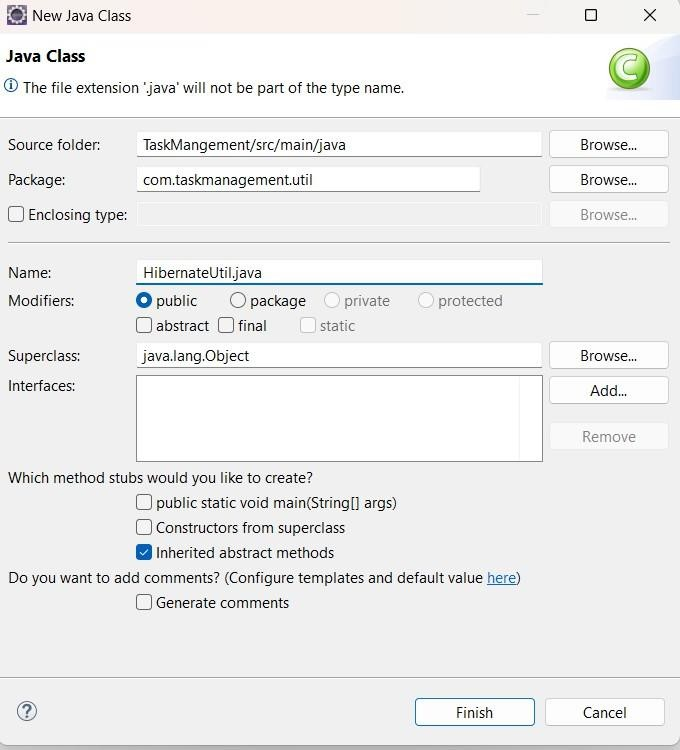 New Java Class
Java Class
The file extension '.java' will not be part of the type name.
Source folder: TaskMangement/src/main/java Browse...
Package: com.taskmanagement.util Browse...
Enclosing type: Browse...
Name: HibernateUtil.java
Modifiers: public package private protected
abstract final static
Superclass: java.lang.Object Browse...
Interfaces: Add...
Remove
Which method stubs would you like to create?
public static void main(String[] args)
Constructors from superclass
Inherited abstract methods
Do you want to add comments? (Configure templates and default value here)
Generate comments
? Finish Cancel